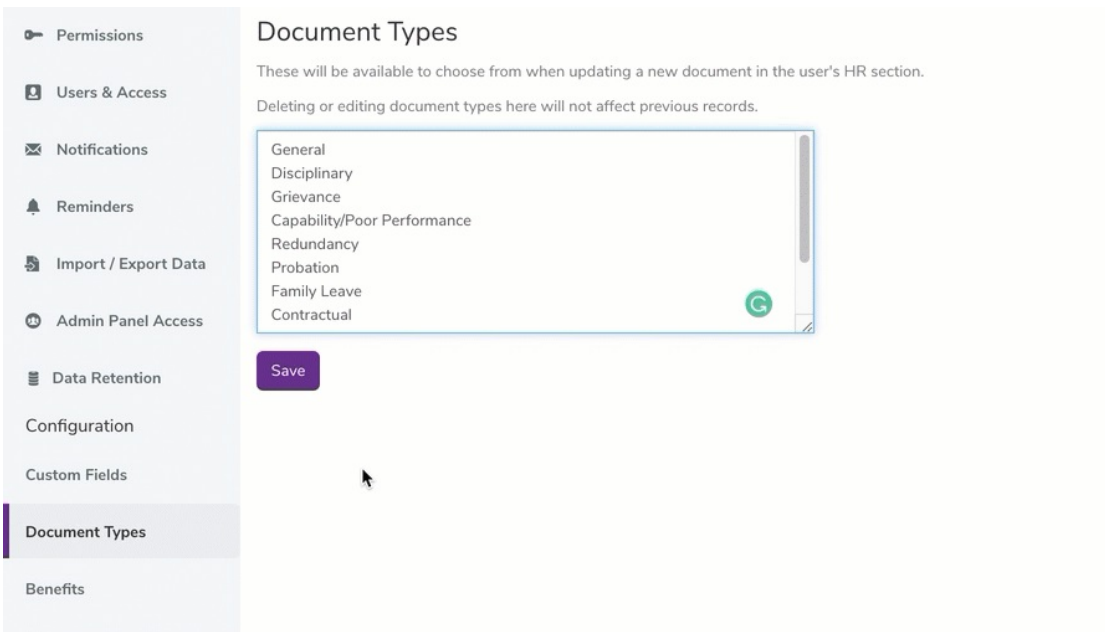 Permissions
Users & Access
Notifications
Reminders
Import / Export Data
Admin Panel Access
Data Retention
Configuration
Custom Fields
Document Types
Benefits
Document Types
These will be available to choose from when updating a new document in the user's HR section.
Deleting or editing document types here will not affect previous records.
General
Disciplinary
Grievance
Capability/Poor Performance
Redundancy
Probation
Family Leave
Contractual
Save